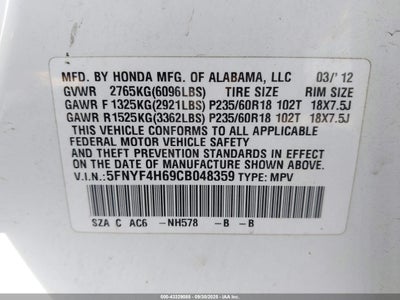 MFD. BY HONDA MFG. OF ALABAMA, LLC 03/'12
GVWR 2765KG(6096LBS) TIRE SIZE RIM SIZE
GAWR F 1325KG(2921LBS) P235/60R18 102T 18X7.5J
GAWR R 1525KG(3362LBS) P235/60R18 102T 18X7.5J
THIS VEHICLE CONFORMS TO ALL APPLICABLE
FEDERAL MOTOR VEHICLE SAFETY
AND THEFT PREVENTION STANDARDS IN EFFECT ON
THE DATE OF MANUFACTURE SHOWN ABOVE.
V.I.N.:5FNYF4H69CB048359 TYPE: MPV
SZA C AC6 -NH578 -B -B